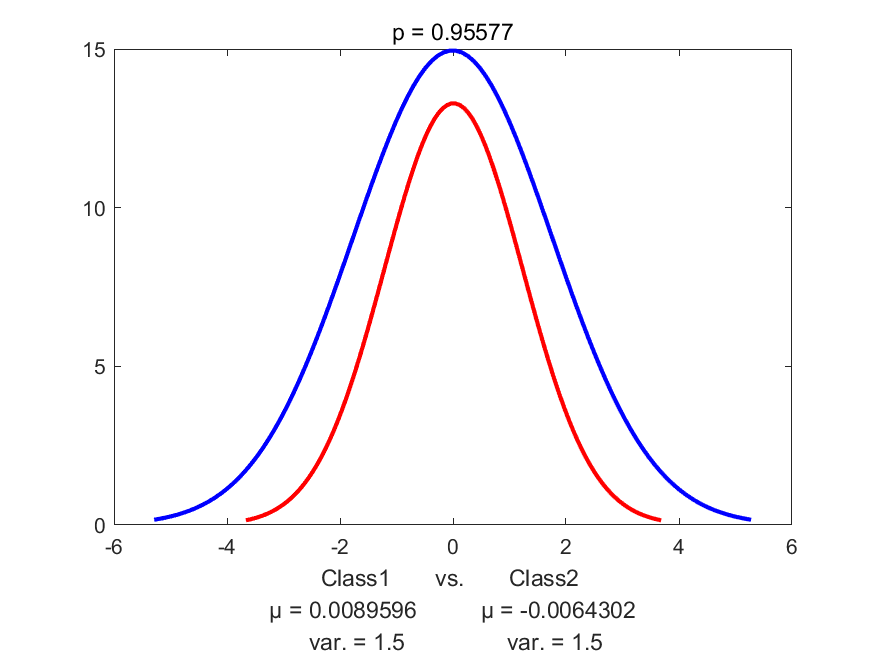 p = 0.95577
15
10
5
0
-6 -4 -2 0 2 4 6
Class1 vs. Class2
μ = 0.0089596 μ = -0.0064302
var. = 1.5 var. = 1.5